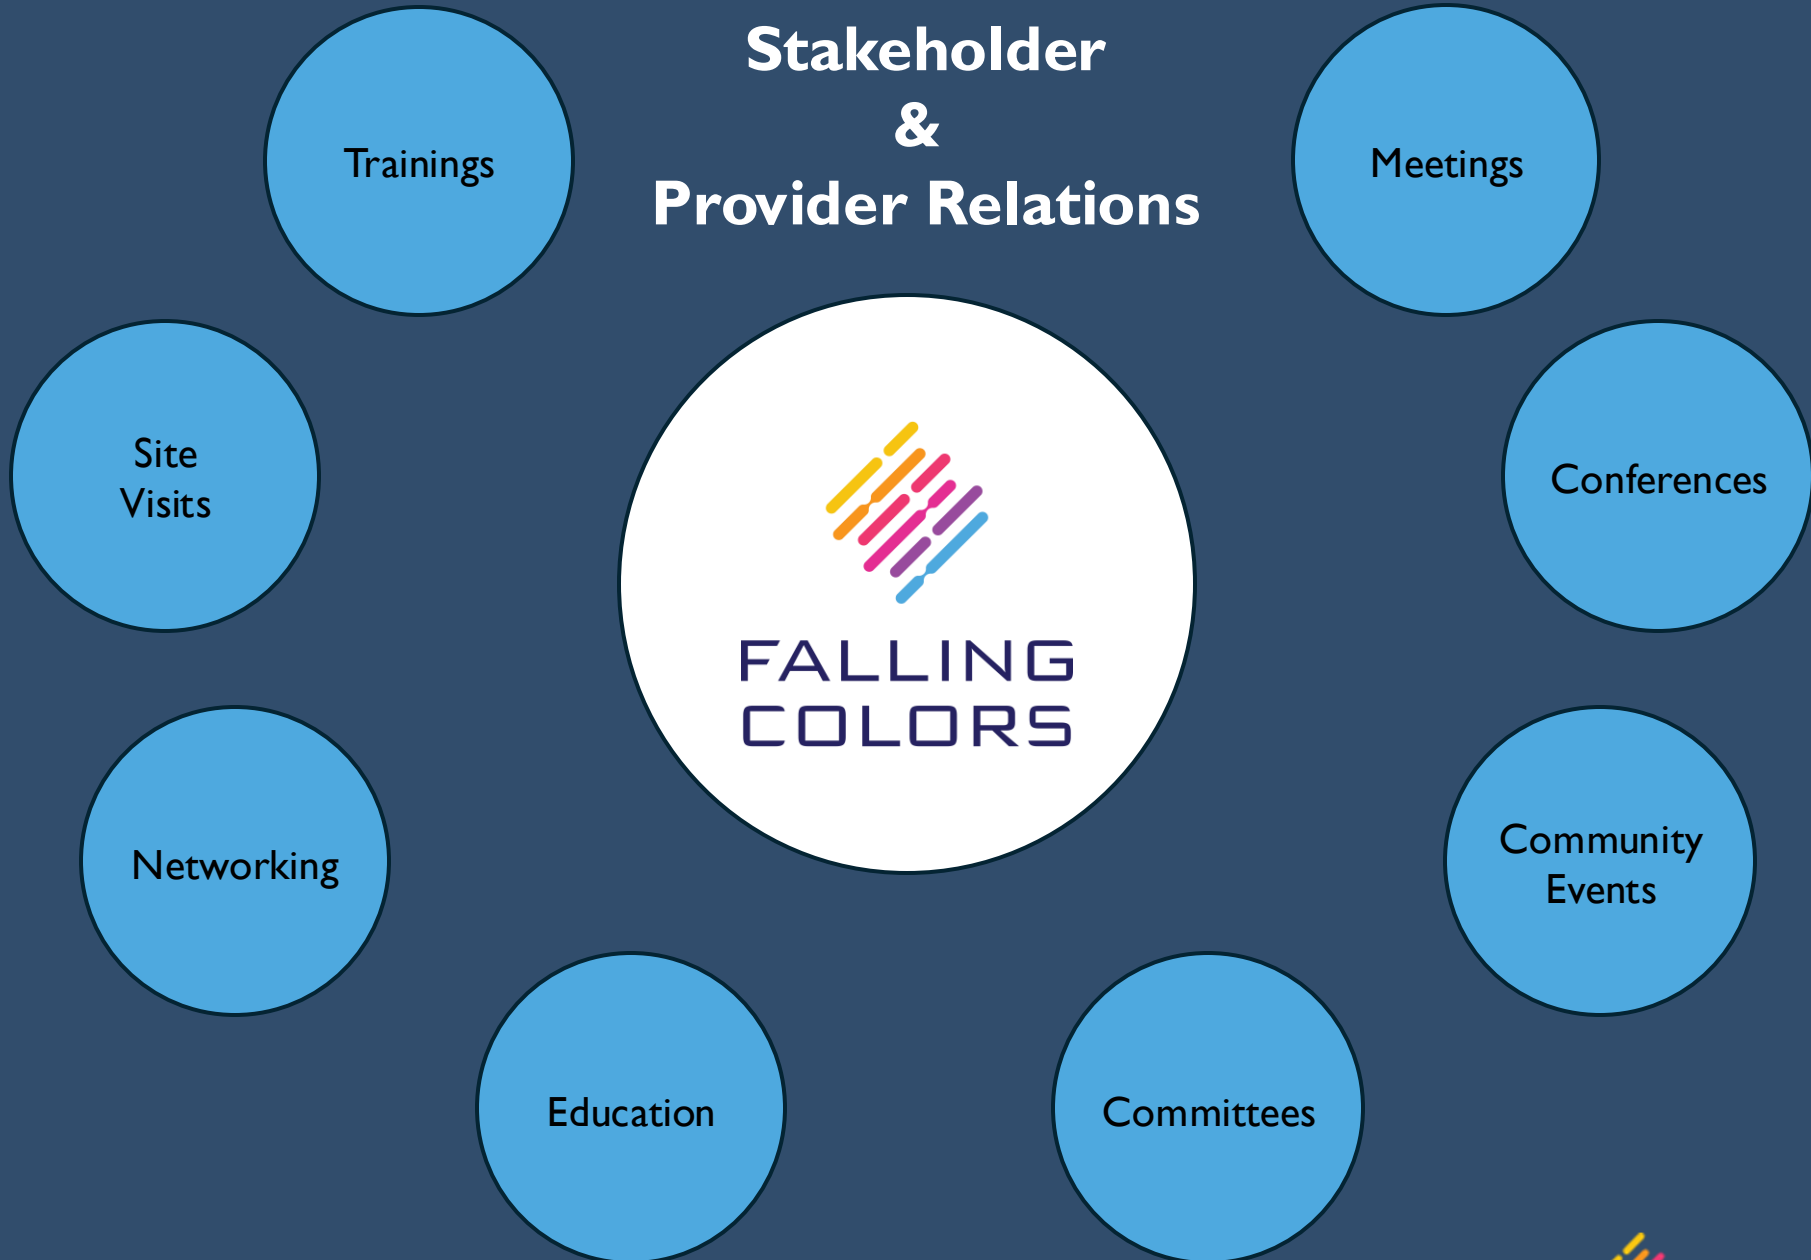 Stakeholder
&
Provider Relations
Trainings
Meetings
Site
Visits
Conferences
FALLING
COLORS
Networking
Community
Events
Education
Committees